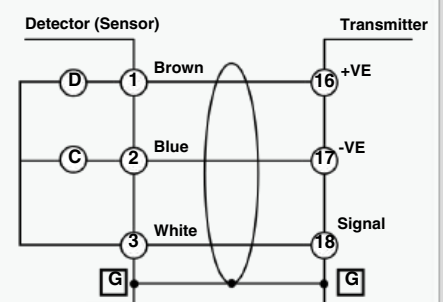 Detector (Sensor) Transmitter
D 1 Brown 16 +VE
C 2 Blue 17 -VE
3 White 18 Signal
G G